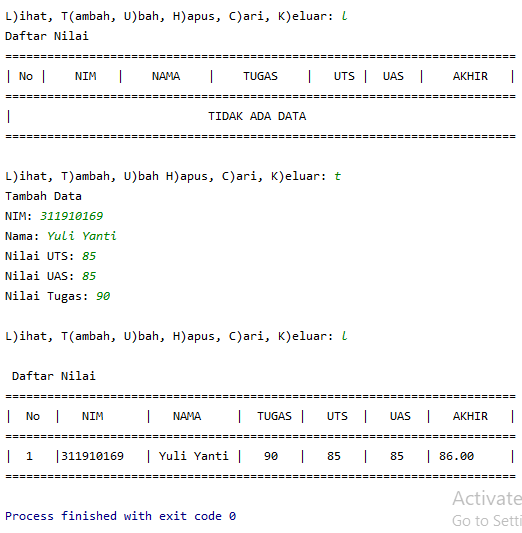 L)ihat, T(ambah, U)bah, H)apus, C)ari, K)eluar: l
Daftar Nilai
=========================================================================
| No |    NIM   |    NAMA    |    TUGAS    |   UTS |  UAS  |    AKHIR   |
=========================================================================
|                            TIDAK ADA DATA
=========================================================================
L)ihat, T)ambah, U)bah H)apus, C)ari, K)eluar: t
Tambah Data
NIM: 311910169
Nama: Yuli Yanti
Nilai UTS: 85
Nilai UAS: 85
Nilai Tugas: 90
L)ihat, T(ambah, U)bah, H)apus, C)ari, K)eluar: l
Daftar Nilai
=========================================================================
|  No  |   NIM      |   NAMA     |  TUGAS |   UTS  |   UAS  |   AKHIR   |
=========================================================================
|  1   |311910169   | Yuli Yanti |   90   |   85   |   85   | 86.00     |
=========================================================================
Process finished with exit code 0
Activate
Go to Setti